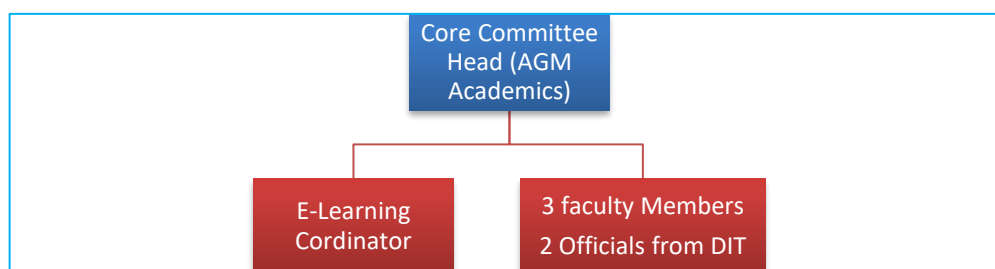 Core Committee
Head (AGM
Academics)
E-Learning
Cordinator
3 faculty Members
2 Officials from DIT